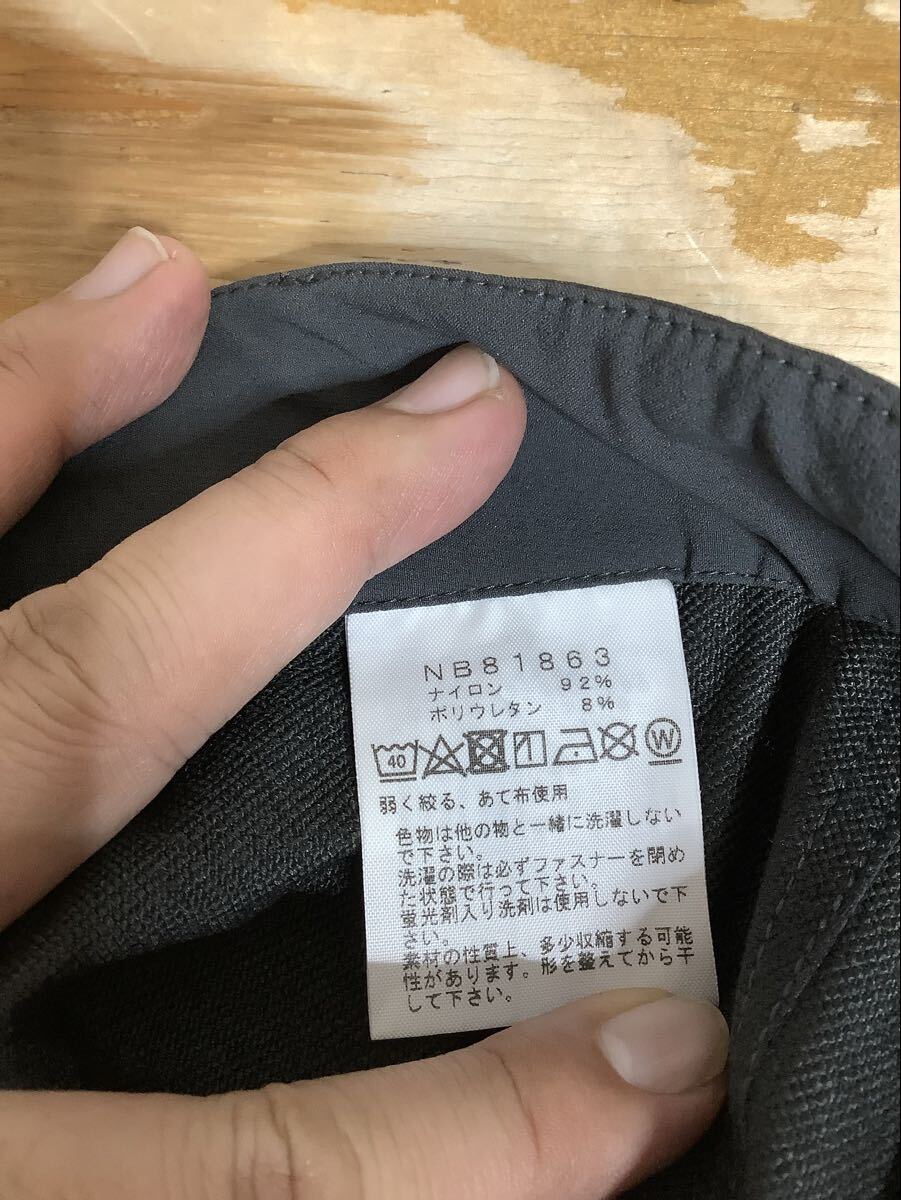 NB81863
ナイロン 92%
ポリウレタン 8%
40 W
弱く絞る、あて布使用
色物は他の物と一緒に洗濯しない
で下さい。
洗濯の際は必ずファスナーを閉め
た状態で行って下さい。
蛍光剤入り洗剤は使用しないで下
さい。
素材の性質上、多少収縮する可能
性があります。形を整えてから干
して下さい。